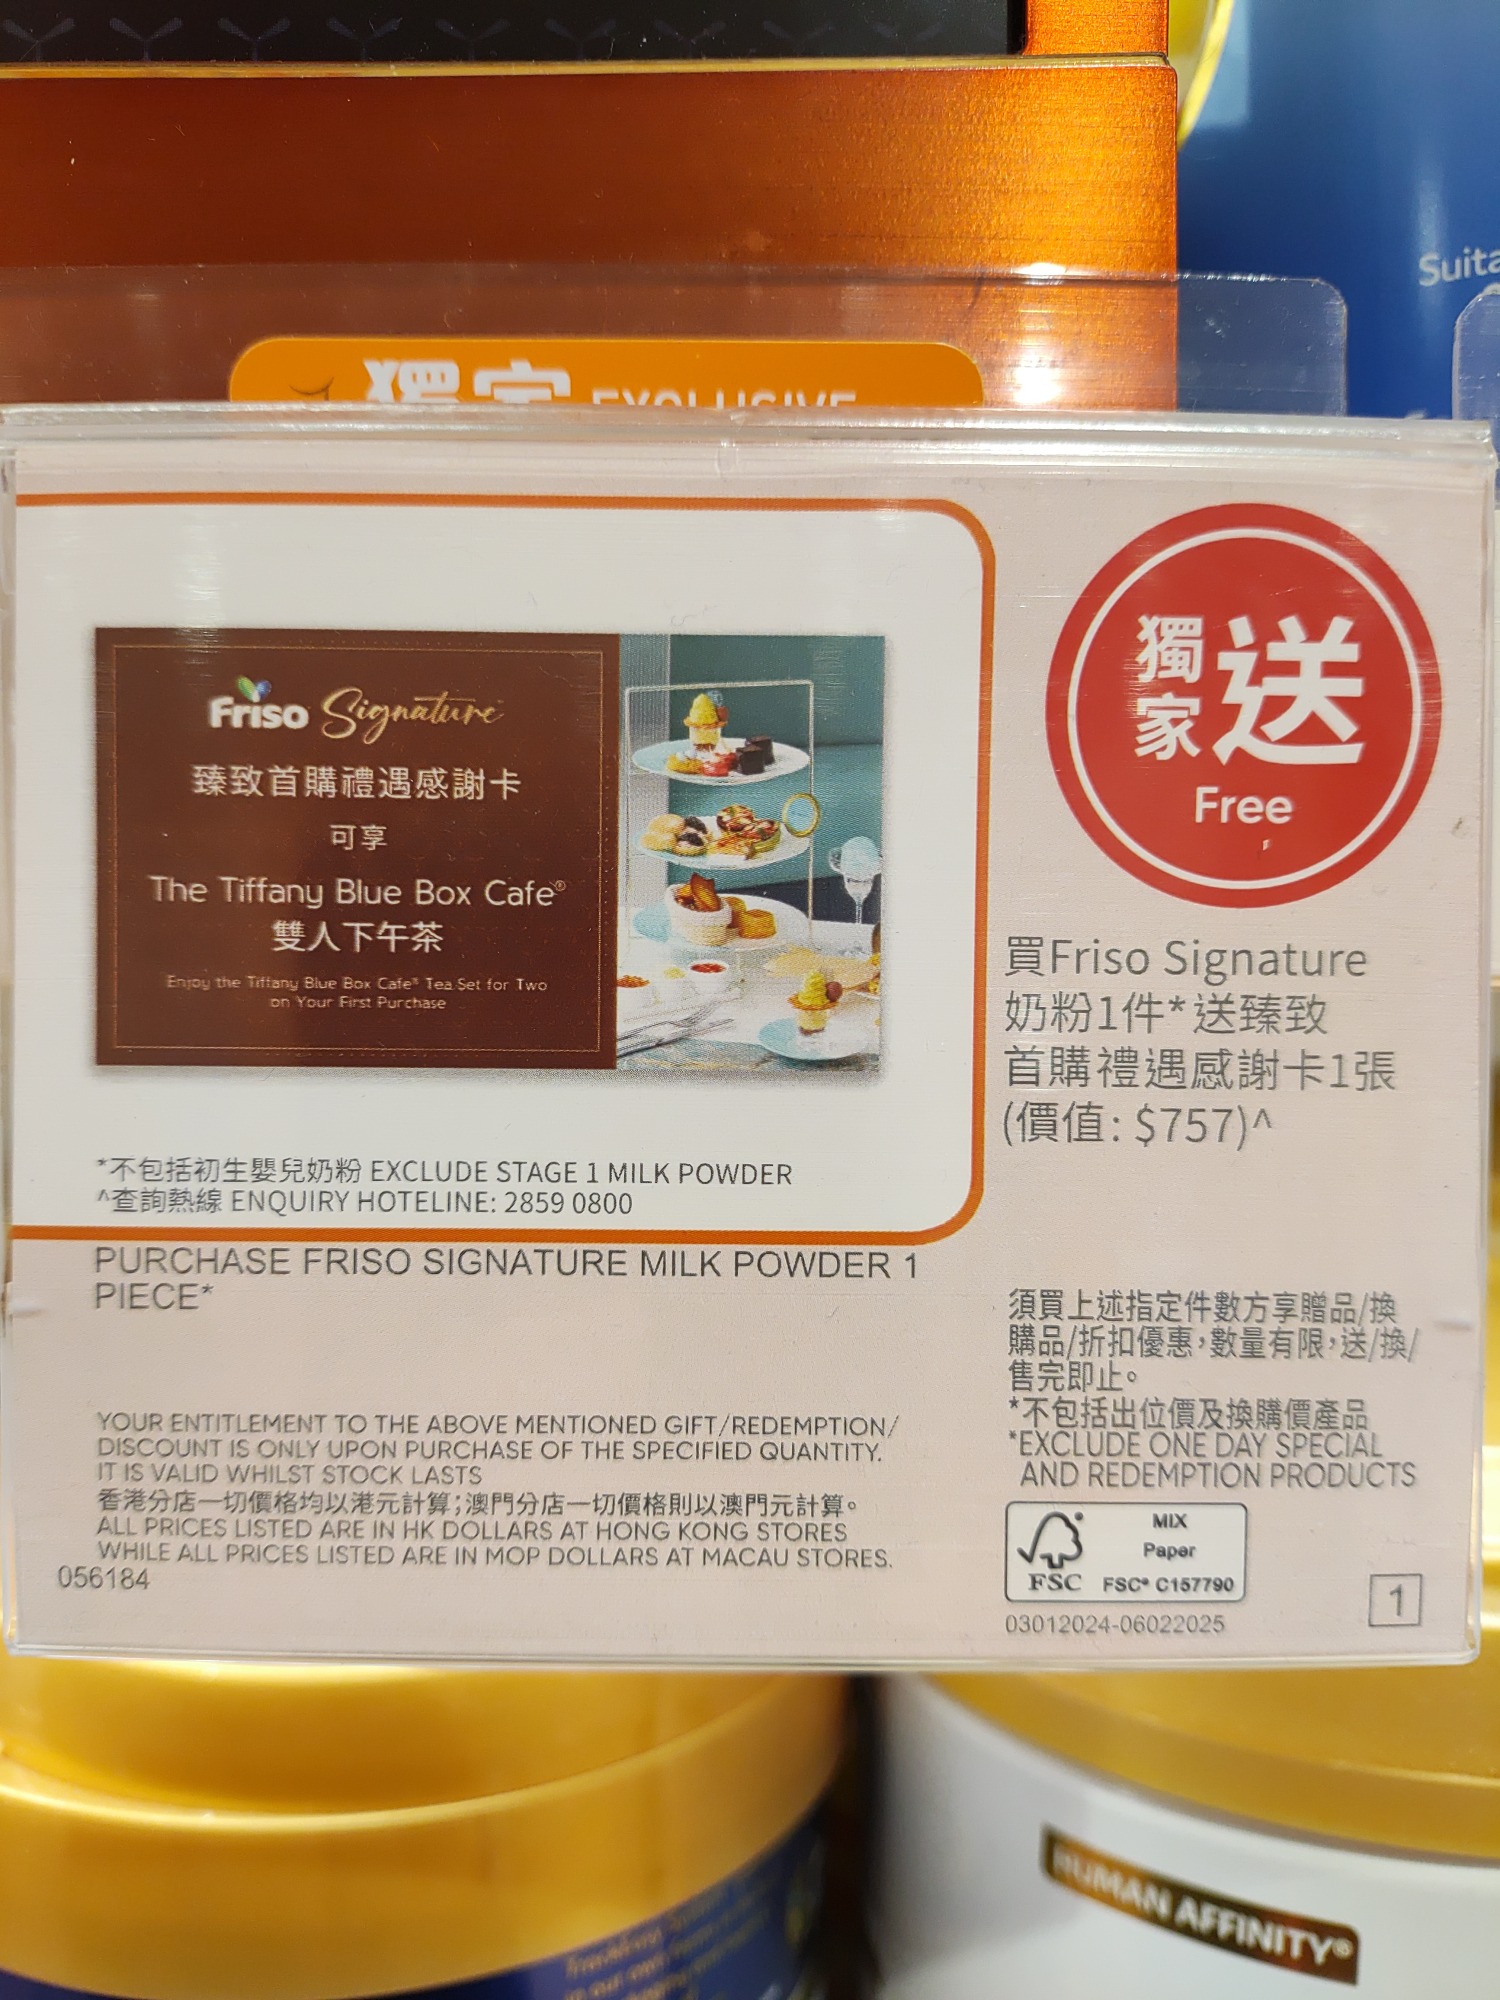 Suita
獨家 EXCLUSIVE
Friso Signature
臻致首購禮遇感謝卡
可享
The Tiffany Blue Box Cafe®
雙人下午茶
Enjoy the Tiffany Blue Box Cafe® Tea Set for Two
on Your First Purchase
*不包括初生嬰兒奶粉 EXCLUDE STAGE 1 MILK POWDER
^查詢熱線 ENQUIRY HOTELINE: 2859 0800
PURCHASE FRISO SIGNATURE MILK POWDER 1
PIECE*
YOUR ENTITLEMENT TO THE ABOVE MENTIONED GIFT/REDEMPTION/
DISCOUNT IS ONLY UPON PURCHASE OF THE SPECIFIED QUANTITY.
IT IS VALID WHILST STOCK LASTS
香港分店一切價格均以港元計算;澳門分店一切價格則以澳門元計算。
ALL PRICES LISTED ARE IN HK DOLLARS AT HONG KONG STORES
WHILE ALL PRICES LISTED ARE IN MOP DOLLARS AT MACAU STORES.
056184
獨家送
Free
買Friso Signature
奶粉1件*送臻致
首購禮遇感謝卡1張
(價值: $757)^
須買上述指定件數方享贈品/換
購品/折扣優惠,數量有限,送/換/
售完即止。
*不包括出位價及換購價產品
*EXCLUDE ONE DAY SPECIAL
AND REDEMPTION PRODUCTS
MIX
Paper
FSC FSC® C157790
03012024-06022025
1
HUMAN AFFINITY®